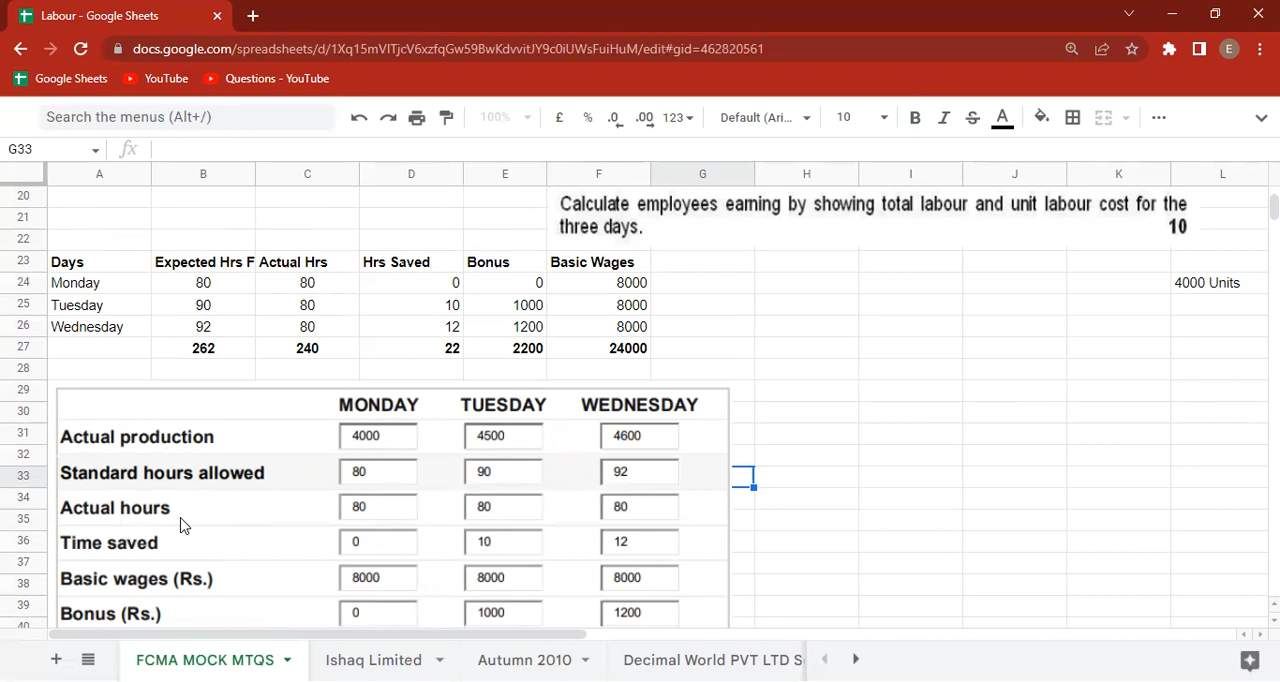 Labour - Google Sheets
docs.google.com/spreadsheets/d/1Xq15mVITjcV6xzfqGw59BwKdvvitJY9c0iUWsFuiHuM/edit#gid=462820561
E
Google Sheets YouTube Questions - YouTube
Search the menus (Alt+/) 100% £ % .0 .00 123 Default (Ari... 10 B I S A
G33 fx
A B C D E F G H I J K L
20 Calculate employees earning by showing total labour and unit labour cost for the
21 three days. 10
22
23 Days Expected Hrs F Actual Hrs Hrs Saved Bonus Basic Wages
24 Monday 80 80 0 0 8000 4000 Units
25 Tuesday 90 80 10 1000 8000
26 Wednesday 92 80 12 1200 8000
27 262 240 22 2200 24000
28
29
30 MONDAY TUESDAY WEDNESDAY
31 Actual production 4000 4500 4600
32
33 Standard hours allowed 80 90 92
34
35 Actual hours 80 80 80
36 Time saved 0 10 12
37
38 Basic wages (Rs.) 8000 8000 8000
39 Bonus (Rs.) 0 1000 1200
40
FCMA MOCK MTQS Ishaq Limited Autumn 2010 Decimal World PVT LTD S